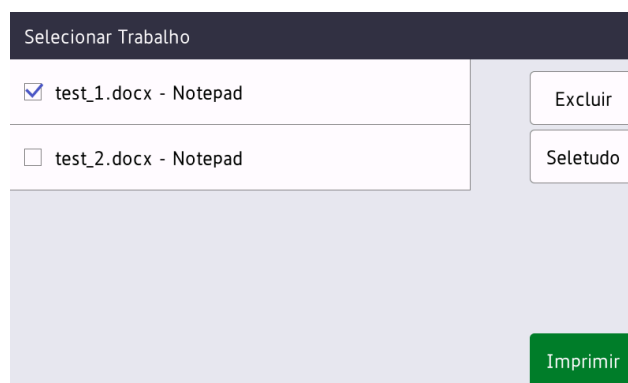 Selecionar Trabalho
test_1.docx - Notepad
Excluir
test_2.docx - Notepad
Seletudo
Imprimir